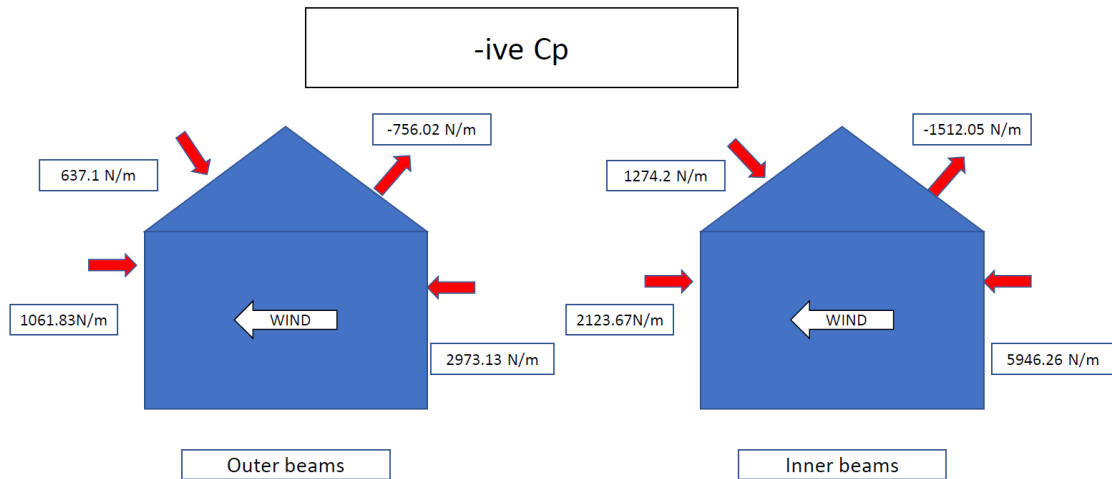 -ive Cp
-756.02 N/m
637.1 N/m
1061.83N/m
WIND
2973.13 N/m
Outer beams
-1512.05 N/m
1274.2 N/m
2123.67N/m
WIND
5946.26 N/m
Inner beams